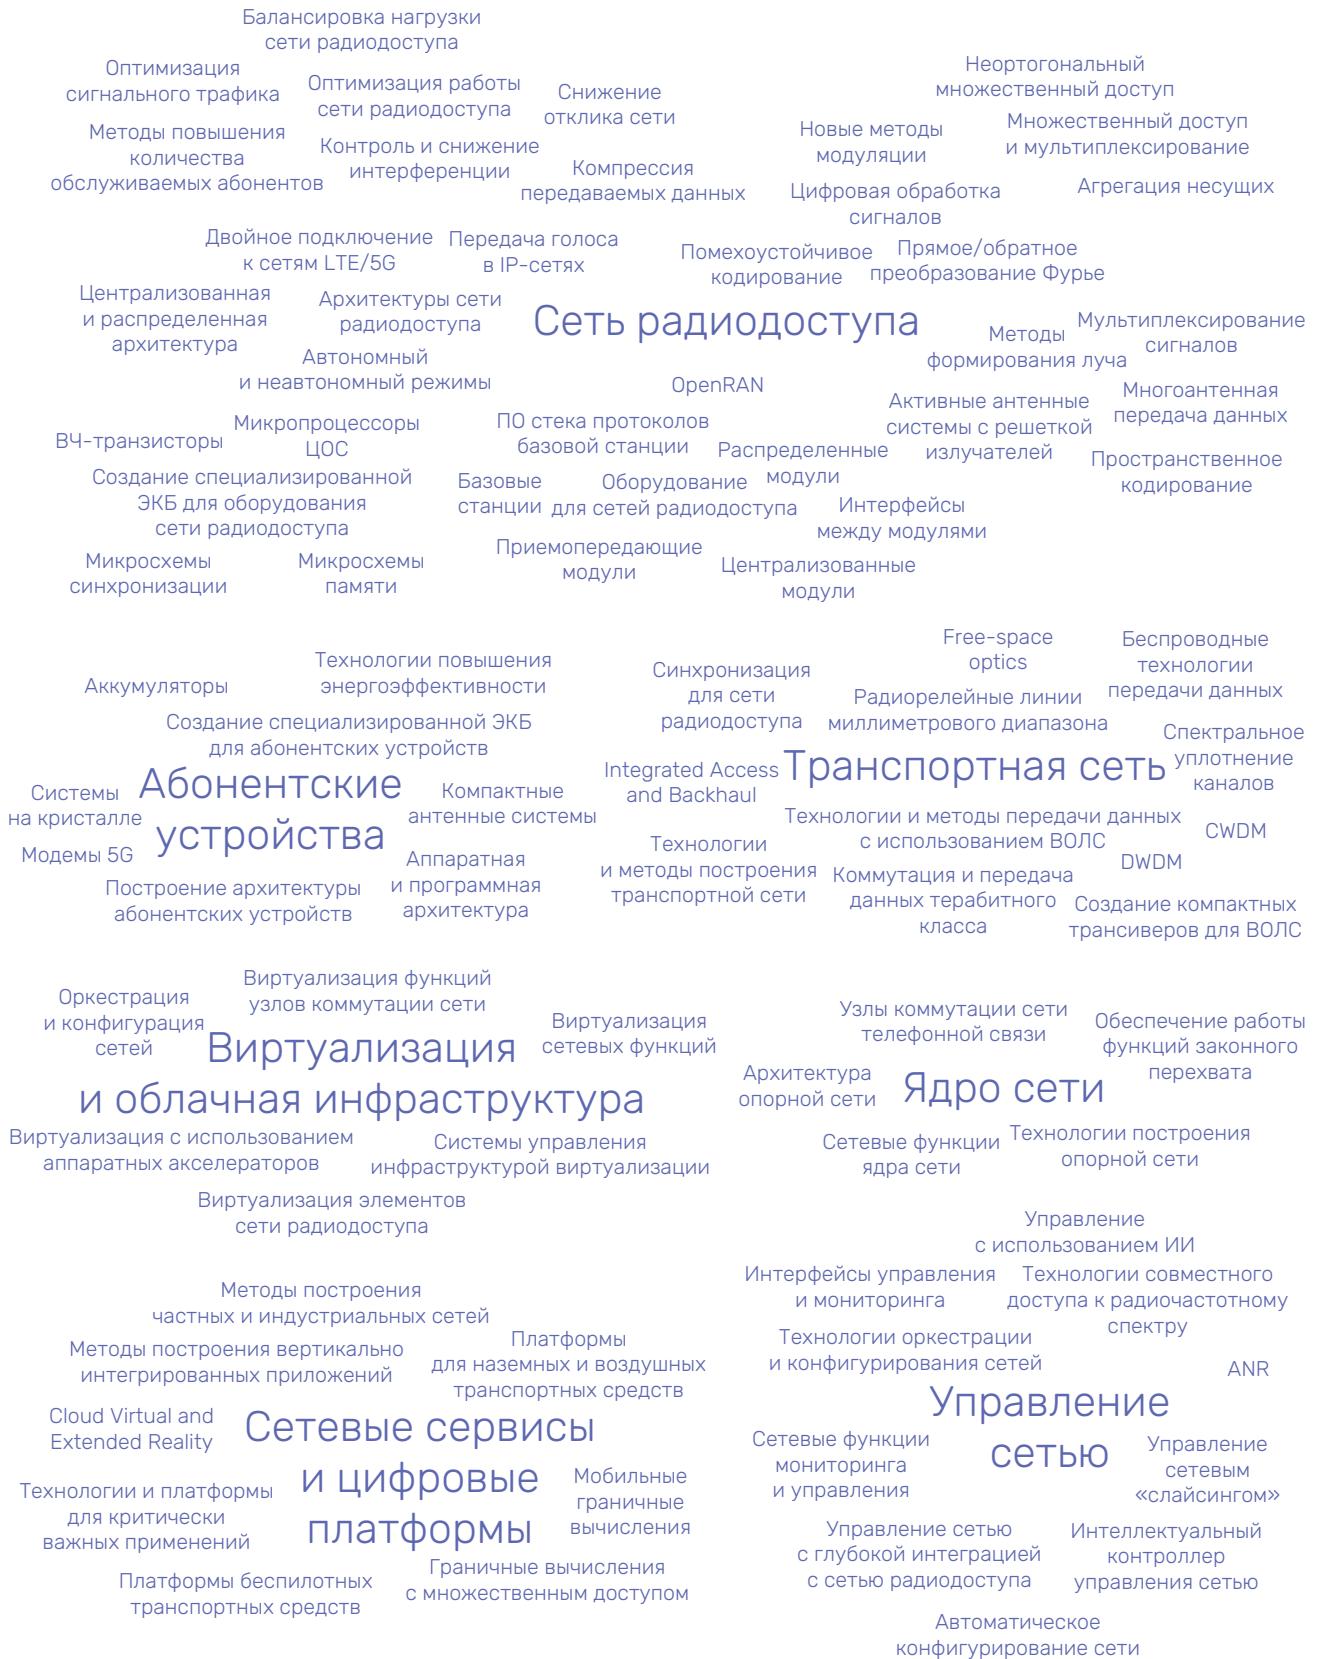 Балансировка нагрузки
сети радиодоступа
Оптимизация
сигнального трафика
Оптимизация работы
сети радиодоступа
Снижение
отклика сети
Методы повышения
количества
обслуживаемых абонентов
Контроль и снижение
интерференции
Компрессия
передаваемых данных
Неортогональный
множественный доступ
Новые методы
модуляции
Множественный доступ
и мультиплексирование
Цифровая обработка
сигналов
Агрегация несущих
Двойное подключение
к сетям LTE/5G
Передача голоса
в IP-сетях
Помехоустойчивое
кодирование
Прямое/обратное
преобразование Фурье
Централизованная
и распределенная
архитектура
Архитектуры сети
радиодоступа
Сеть радиодоступа
Методы
формирования луча
Мультиплексирование
сигналов
Автономный
и неавтономный режимы
OpenRAN
Активные антенные
системы с решеткой
излучателей
Многоантенная
передача данных
ВЧ-транзисторы
Микропроцессоры
ЦОС
ПО стека протоколов
базовой станции
Распределенные
модули
Пространственное
кодирование
Создание специализированной
ЭКБ для оборудования
сети радиодоступа
Базовые
станции
Оборудование
для сетей радиодоступа
Интерфейсы
между модулями
Микросхемы
синхронизации
Микросхемы
памяти
Приемопередающие
модули
Централизованные
модули
Аккумуляторы
Технологии повышения
энергоэффективности
Создание специализированной ЭКБ
для абонентских устройств
Абонентские
устройства
Системы
на кристалле
Компактные
антенные системы
Модемы 5G
Построение архитектуры
абонентских устройств
Аппаратная
и программная
архитектура
Free-space
optics
Беспроводные
технологии
передачи данных
Синхронизация
для сети
радиодоступа
Радиорелейные линии
миллиметрового диапазона
Integrated Access
and Backhaul
Транспортная сеть
Спектральное
уплотнение
каналов
Технологии и методы передачи данных
с использованием ВОЛС
CWDM
DWDM
Технологии
и методы построения
транспортной сети
Коммутация и передача
данных терабитного
класса
Создание компактных
трансиверов для ВОЛС
Оркестрация
и конфигурация
сетей
Виртуализация функций
узлов коммутации сети
Виртуализация
сетевых функций
Виртуализация
и облачная инфраструктура
Виртуализация с использованием
аппаратных акселераторов
Системы управления
инфраструктурой виртуализации
Виртуализация элементов
сети радиодоступа
Узлы коммутации сети
телефонной связи
Обеспечение работы
функций законного
перехвата
Архитектура
опорной сети
Ядро сети
Сетевые функции
ядра сети
Технологии построения
опорной сети
Методы построения
частных и индустриальных сетей
Методы построения вертикально
интегрированных приложений
Платформы
для наземных и воздушных
транспортных средств
Cloud Virtual and
Extended Reality
Сетевые сервисы
и цифровые
платформы
Технологии и платформы
для критически
важных применений
Мобильные
граничные
вычисления
Платформы беспилотных
транспортных средств
Граничные вычисления
с множественным доступом
Управление
с использованием ИИ
Интерфейсы управления
и мониторинга
Технологии совместного
доступа к радиочастотному
спектру
Технологии оркестрации
и конфигурирования сетей
ANR
Управление
сетью
Сетевые функции
мониторинга
и управления
Управление
сетевым
«слайсингом»
Управление сетью
с глубокой интеграцией
с сетью радиодоступа
Интеллектуальный
контроллер
управления сетью
Автоматическое
конфигурирование сети